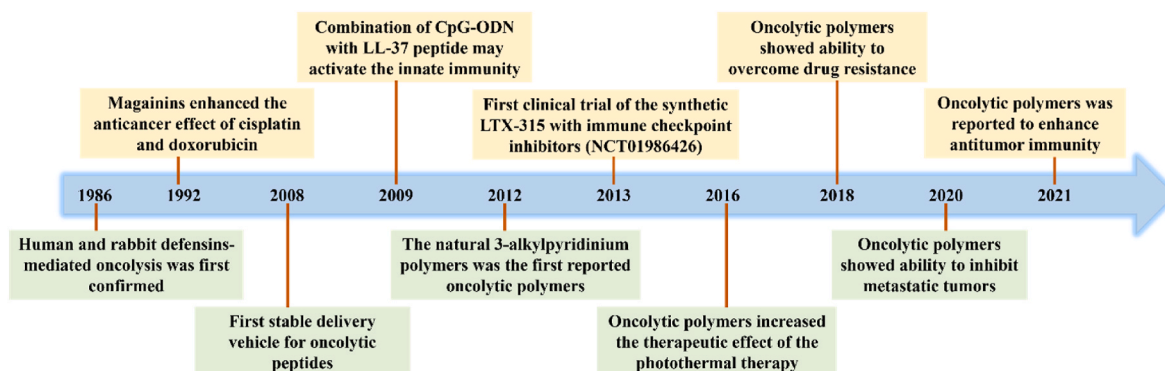 Combination of CpG-ODN
with LL-37 peptide may
activate the innate immunity
Oncolytic polymers
showed ability to
overcome drug resistance
Magainins enhanced the
anticancer effect of cisplatin
and doxorubicin
First clinical trial of the synthetic
LTX-315 with immune checkpoint
inhibitors (NCT01986426)
Oncolytic polymers was
reported to enhance
antitumor immunity
1986 1992 2008 2009 2012 2013 2016 2018 2020 2021
Human and rabbit defensins-
mediated oncolysis was first
confirmed
The natural 3-alkylpyridinium
polymers was the first reported
oncolytic polymers
Oncolytic polymers
showed ability to inhibit
metastatic tumors
First stable delivery
vehicle for oncolytic
peptides
Oncolytic polymers increased
the therapeutic effect of the
photothermal therapy